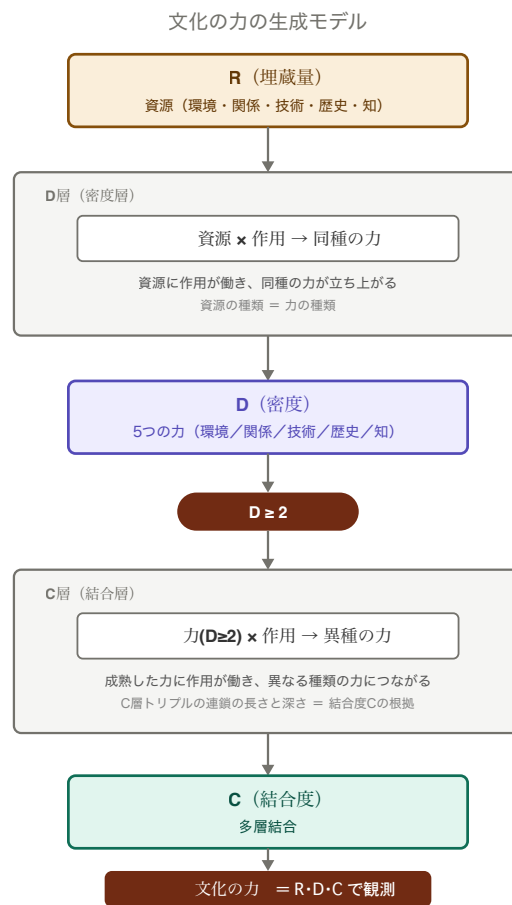 文化の力の生成モデル
R（埋蔵量）
資源（環境・関係・技術・歴史・知）
D層（密度層）
資源 × 作用 → 同種の力
資源に作用が働き、同種の力が立ち上がる
資源の種類 ＝ 力の種類
D（密度）
5つの力（環境／関係／技術／歴史／知）
D ≥ 2
C層（結合層）
力(D≥2) × 作用 → 異種の力
成熟した力に作用が働き、異なる種類の力につながる
C層トリプルの連鎖の長さと深さ ＝ 結合度Cの根拠
C（結合度）
多層結合
文化の力　＝R･D･C で観測